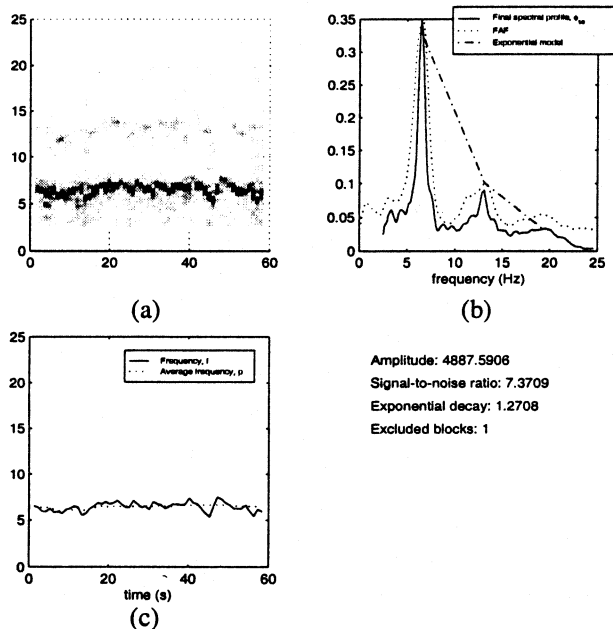 25
20
15
10
5
0
0 20 40 60
(a)
0.35
0.3
0.25
0.2
0.15
0.1
0.05
0
0 5 10 15 20 25
frequency (Hz)
Final spectral profile,
FAF
Exponential model
(b)
25
20
15
10
5
0
0 20 40 60
time (s)
Frequency, f
Average frequency, p
(c)
Amplitude: 4887.5906
Signal-to-noise ratio: 7.3709
Exponential decay: 1.2708
Excluded blocks: 1